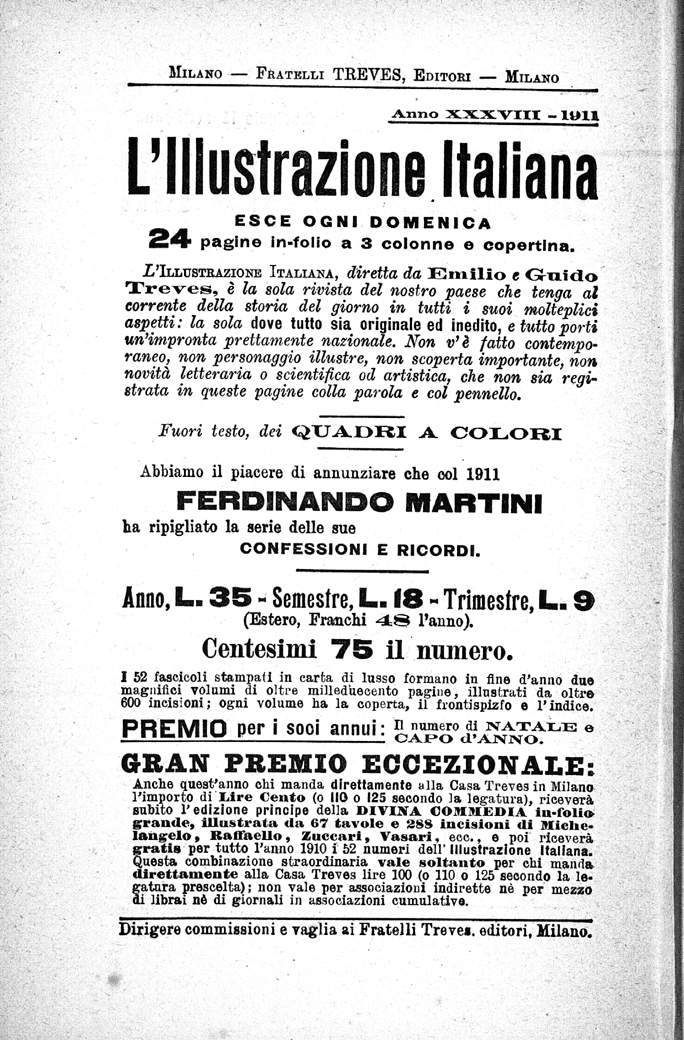 Milano — Fratelli TREVES, Editori — Milano
Anno XXXVIII - 1911
L'Illustrazione Italiana
ESCE OGNI DOMENICA
24 pagine in-folio a 3 colonne e copertina.
L'Illustrazione Italiana, diretta da Emilio e Guido
Treves, è la sola rivista del nostro paese che tenga al
corrente della storia del giorno in tutti i suoi molteplici
aspetti: la sola dove tutto sia originale ed inedito, e tutto porti
un'impronta prettamente nazionale. Non v'è fatto contempo-
raneo, non personaggio illustre, non scoperta importante, non
novità letteraria o scientifica od artistica, che non sia regi-
strata in queste pagine colla parola e col pennello.
Fuori testo, dei QUADRI A COLORI
Abbiamo il piacere di annunziare che col 1911
FERDINANDO MARTINI
ha ripigliato la serie delle sue
CONFESSIONI E RICORDI.
Anno, L. 35 - Semestre, L. 18 - Trimestre, L. 9
(Estero, Franchi 48 l'anno).
Centesimi 75 il numero.
I 52 fascicoli stampati in carta di lusso formano in fine d'anno due
magnifici volumi di oltre milleduecento pagine, illustrati da oltre
600 incisioni; ogni volume ha la coperta, il frontispizfo e l'indice.
PREMIO per i soci annui: Il numero di NATALE e
CAPO d'ANNO.
GRAN PREMIO ECCEZIONALE:
Anche quest'anno chi manda direttamente alla Casa Treves in Milano
l'importo di Lire Cento (o 110 o 125 secondo la legatura), riceverà
subito l'edizione principe della DIVINA COMMEDIA in-folio
grande, illustrata da 67 tavole e 288 incisioni di Miche-
langelo, Raffaello, Zuccari, Vasari, ecc., e poi riceverà
gratis per tutto l'anno 1910 i 52 numeri dell'Illustrazione Italiana.
Questa combinazione straordinaria vale soltanto per chi manda
direttamente alla Casa Treves lire 100 (o 110 o 125 secondo la le-
gatura prescelta); non vale per associazioni indirette nè per mezzo
di librai nè di giornali in associazioni cumulative.
Dirigere commissioni e vaglia ai Fratelli Treves. editori, Milano.